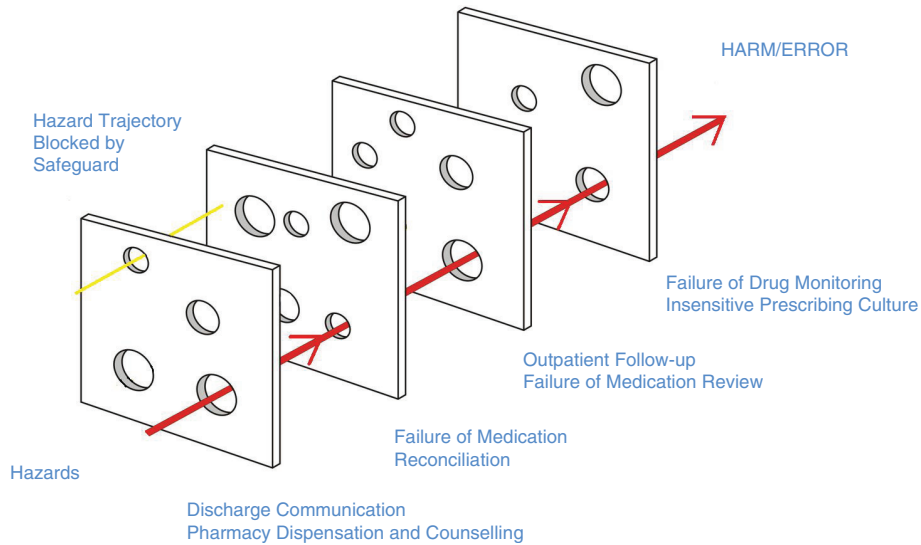 HARM/ERROR
Hazard Trajectory
Blocked by
Safeguard
Failure of Drug Monitoring
Insensitive Prescribing Culture
Outpatient Follow-up
Failure of Medication Review
Failure of Medication
Reconciliation
Hazards
Discharge Communication
Pharmacy Dispensation and Counselling